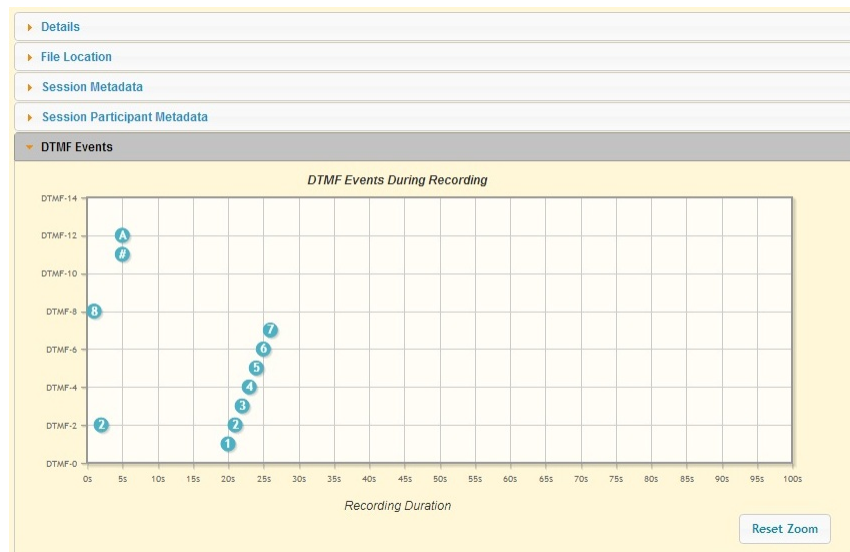 Details
File Location
Session Metadata
Session Participant Metadata
DTMF Events
DTMF Events During Recording
DTMF-14
DTMF-12
A
#
DTMF-10
DTMF-8
8
7
DTMF-6
6
5
DTMF-4
4
3
DTMF-2
2
2
1
DTMF-0
0s 5s 10s 15s 20s 25s 30s 35s 40s 45s 50s 55s 60s 65s 70s 75s 80s 85s 90s 95s 100s
Recording Duration
Reset Zoom